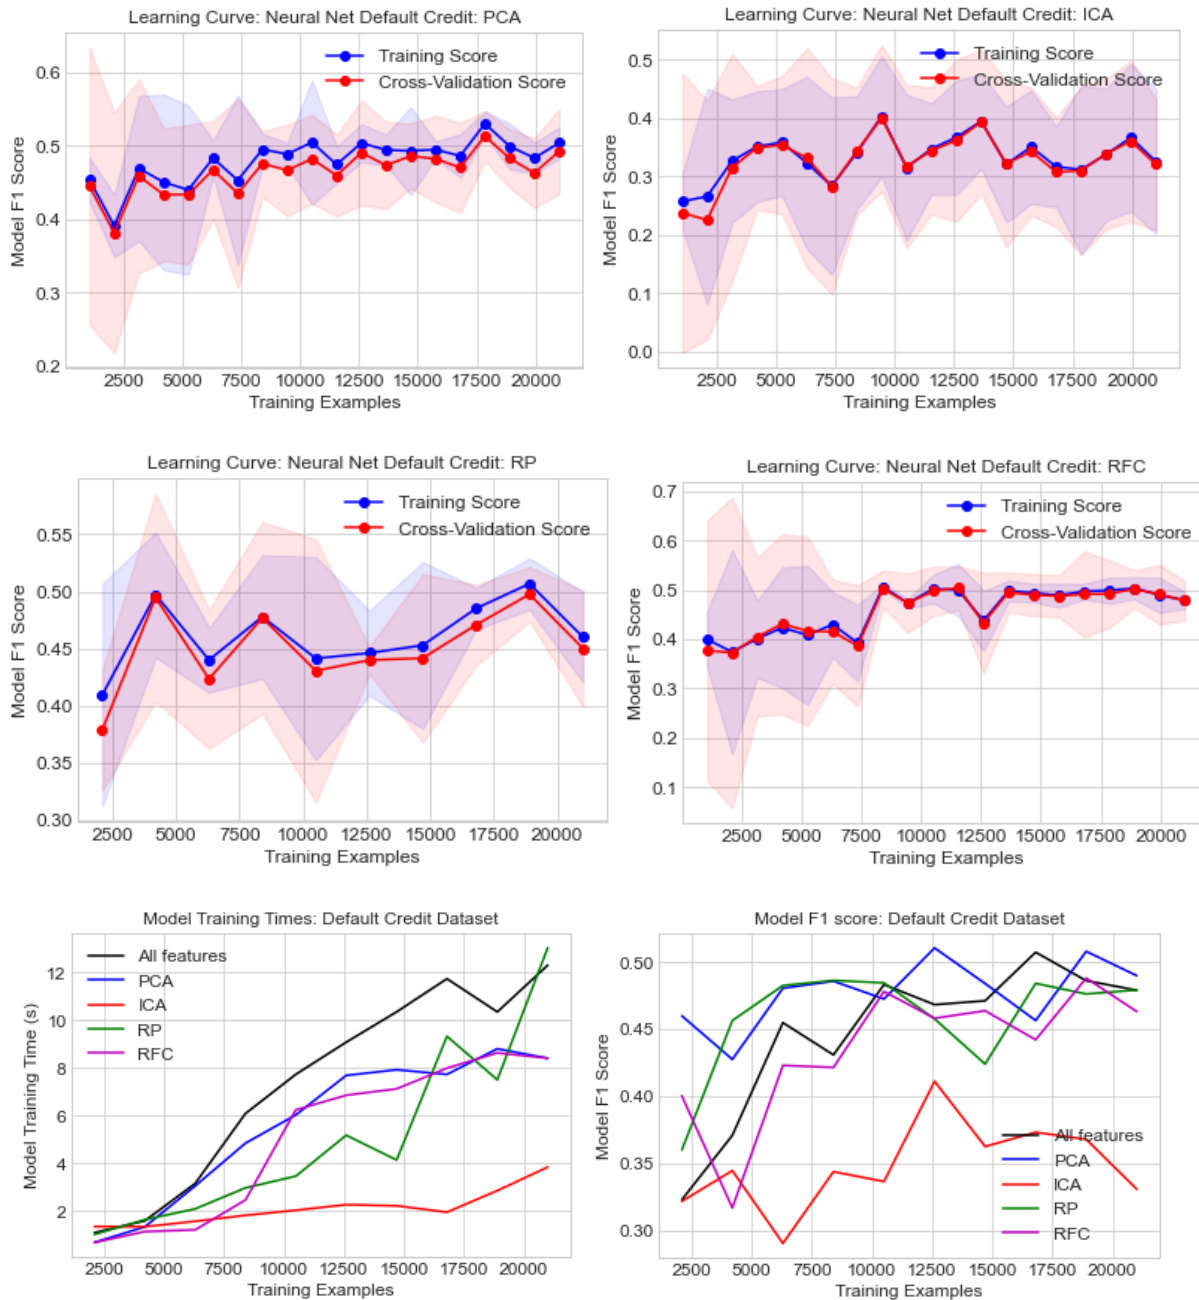 Learning Curve: Neural Net Default Credit: PCA
Training Score
Cross-Validation Score
Model F1 Score
0.6
0.5
0.4
0.3
0.2
2500 5000 7500 10000 12500 15000 17500 20000
Training Examples
Learning Curve: Neural Net Default Credit: ICA
Training Score
Cross-Validation Score
Model F1 Score
0.5
0.4
0.3
0.2
0.1
0.0
2500 5000 7500 10000 12500 15000 17500 20000
Training Examples
Learning Curve: Neural Net Default Credit: RP
Training Score
Cross-Validation Score
Model F1 Score
0.55
0.50
0.45
0.40
0.35
0.30
2500 5000 7500 10000 12500 15000 17500 20000
Training Examples
Learning Curve: Neural Net Default Credit: RFC
Training Score
Cross-Validation Score
Model F1 Score
0.7
0.6
0.5
0.4
0.3
0.2
0.1
2500 5000 7500 10000 12500 15000 17500 20000
Training Examples
Model Training Times: Default Credit Dataset
All features
PCA
ICA
RP
RFC
Model Training Time (s)
12
10
8
6
4
2
2500 5000 7500 10000 12500 15000 17500 20000
Training Examples
Model F1 score: Default Credit Dataset
Model F1 Score
0.50
0.45
0.40
0.35
0.30
All features
PCA
ICA
RP
RFC
2500 5000 7500 10000 12500 15000 17500 20000
Training Examples